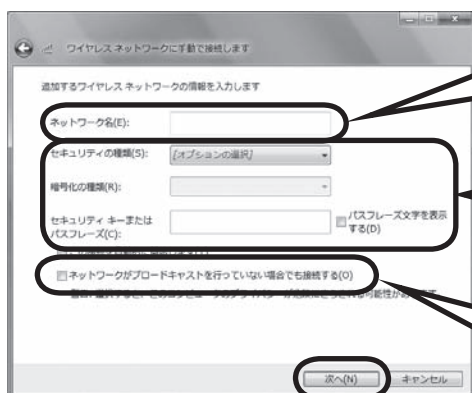 ワイヤレス ネットワークに手動で接続します
追加するワイヤレス ネットワークの情報を入力します
ネットワーク名(E):
セキュリティの種類(S): [オプションの選択]
暗号化の種類(R):
セキュリティ キーまたは
パスフレーズ(C):
パスフレーズ文字を表示
する(D)
ネットワークがブロードキャストを行っていない場合でも接続する(O)
次へ(N) キャンセル